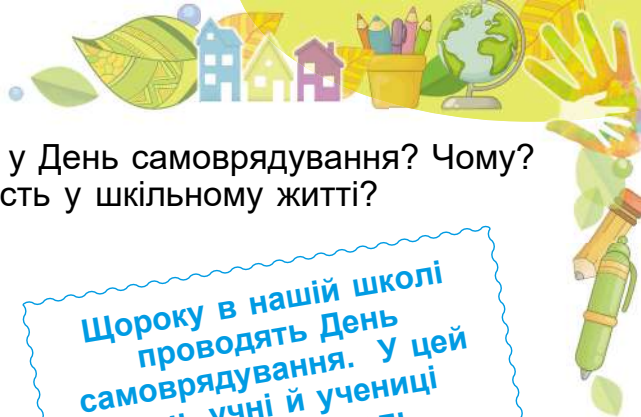 у День самоврядування? Чому?
сть у шкільному житті?
Щороку в нашій школі
проводять День
самоврядування. У цей
учні й учениці